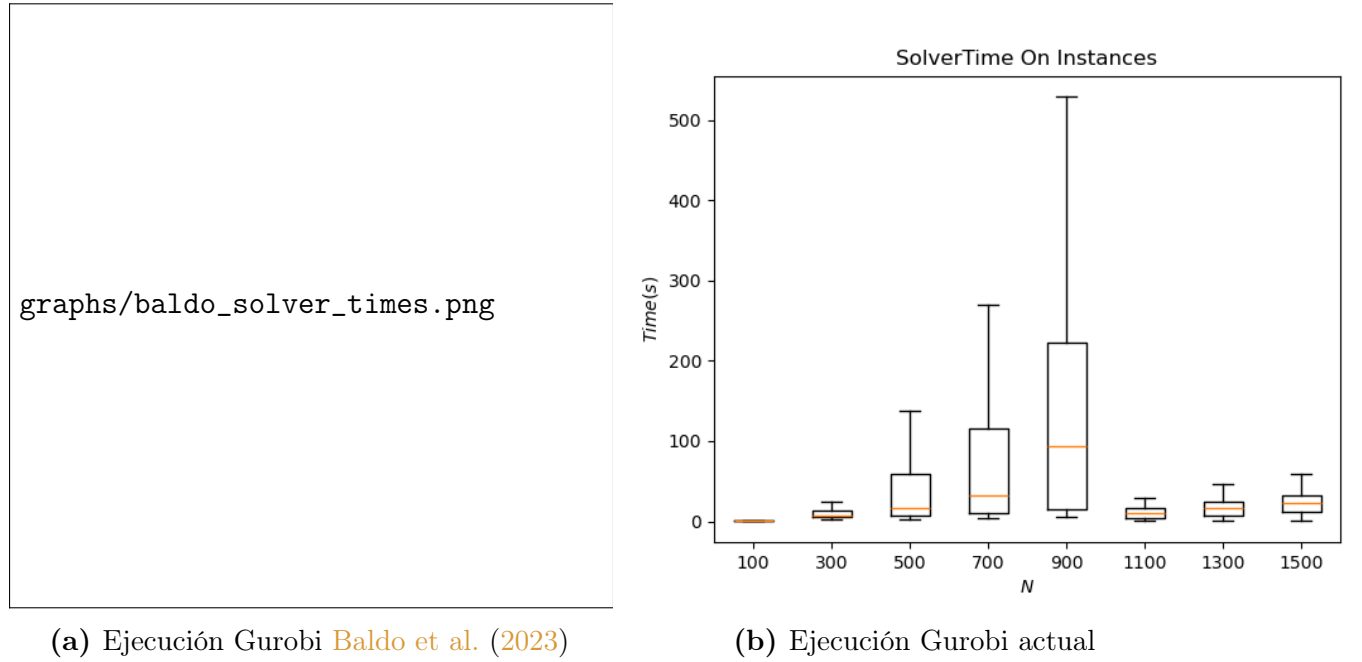 graphs/baldo_solver_times.png
(a) Ejecución Gurobi Baldo et al. (2023)
SolverTime On Instances
Time(s)
500
400
300
200
100
0
100 300 500 700 900 1100 1300 1500
N
(b) Ejecución Gurobi actual